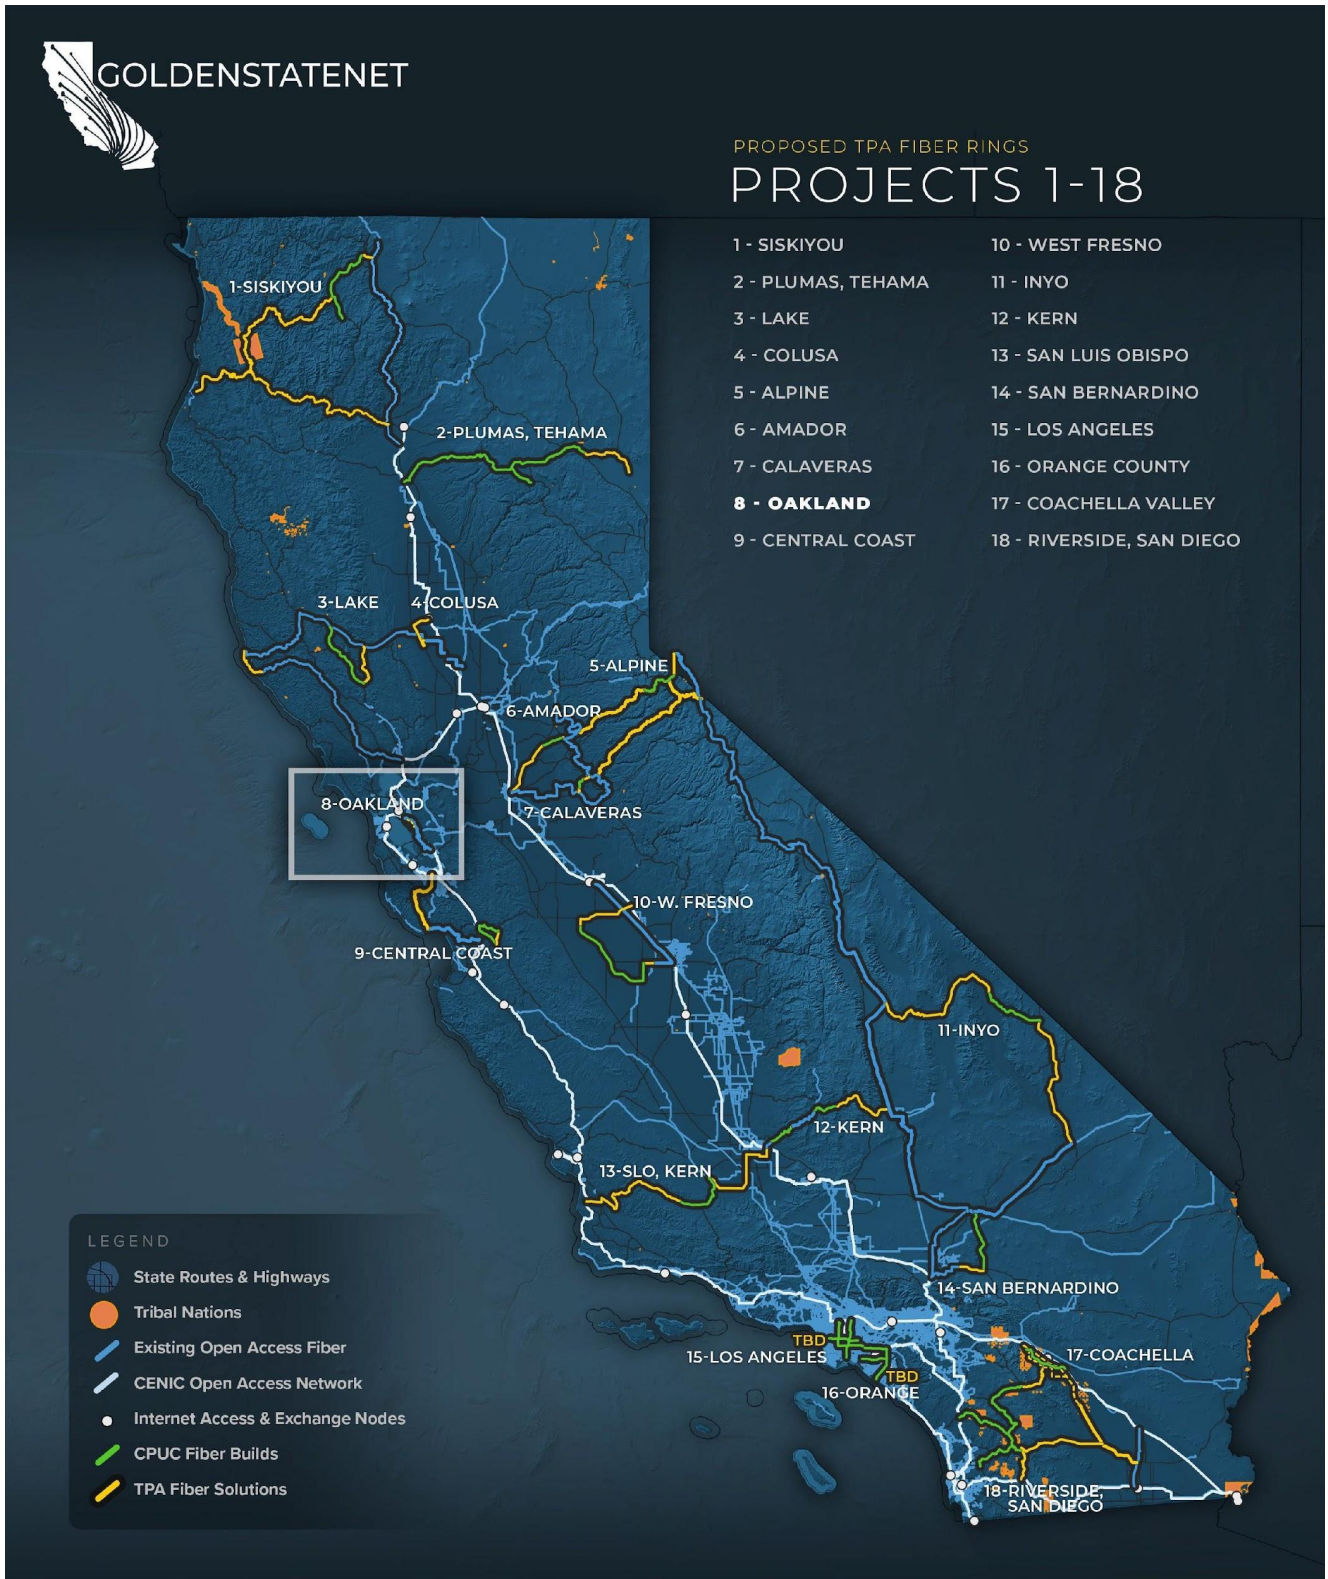 GOLDENSTATENET
PROPOSED TPA FIBER RINGS
PROJECTS 1-18
1 - SISKIYOU
2 - PLUMAS, TEHAMA
3 - LAKE
4 - COLUSA
5 - ALPINE
6 - AMADOR
7 - CALAVERAS
8 - OAKLAND
9 - CENTRAL COAST
10 - WEST FRESNO
11 - INYO
12 - KERN
13 - SAN LUIS OBISPO
14 - SAN BERNARDINO
15 - LOS ANGELES
16 - ORANGE COUNTY
17 - COACHELLA VALLEY
18 - RIVERSIDE, SAN DIEGO
1-SISKIYOU
2-PLUMAS, TEHAMA
3-LAKE
4-COLUSA
5-ALPINE
6-AMADOR
8-OAKLAND
7-CALAVERAS
10-W. FRESNO
9-CENTRAL COAST
11-INYO
12-KERN
13-SLO, KERN
14-SAN BERNARDINO
TBD
15-LOS ANGELES
17-COACHELLA
TBD
16-ORANGE
18-RIVERSIDE,
SAN DIEGO
LEGEND
State Routes & Highways
Tribal Nations
Existing Open Access Fiber
CENIC Open Access Network
Internet Access & Exchange Nodes
CPUC Fiber Builds
TPA Fiber Solutions